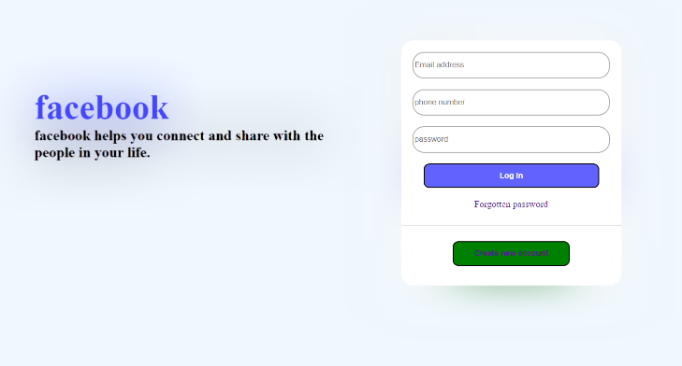 facebook
facebook helps you connect and share with the
people in your life.
Email address
phone number
password
Log In
Forgotten password
Create new account